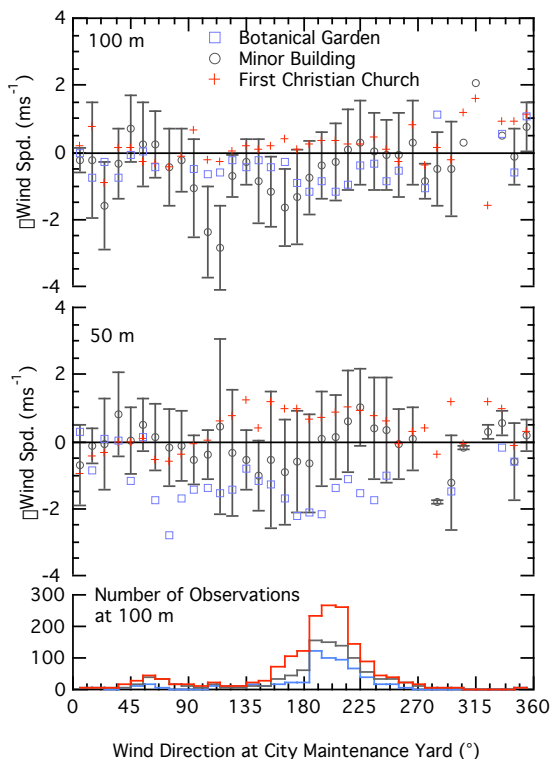 4
100 m
Botanical Garden
Minor Building
First Christian Church
2
0
-2
-4
▯Wind Spd. (ms-1)
4
50 m
2
0
-2
-4
▯Wind Spd. (ms-1)
300
Number of Observations
at 100 m
200
100
0
0 45 90 135 180 225 270 315 360
Wind Direction at City Maintenance Yard (°)